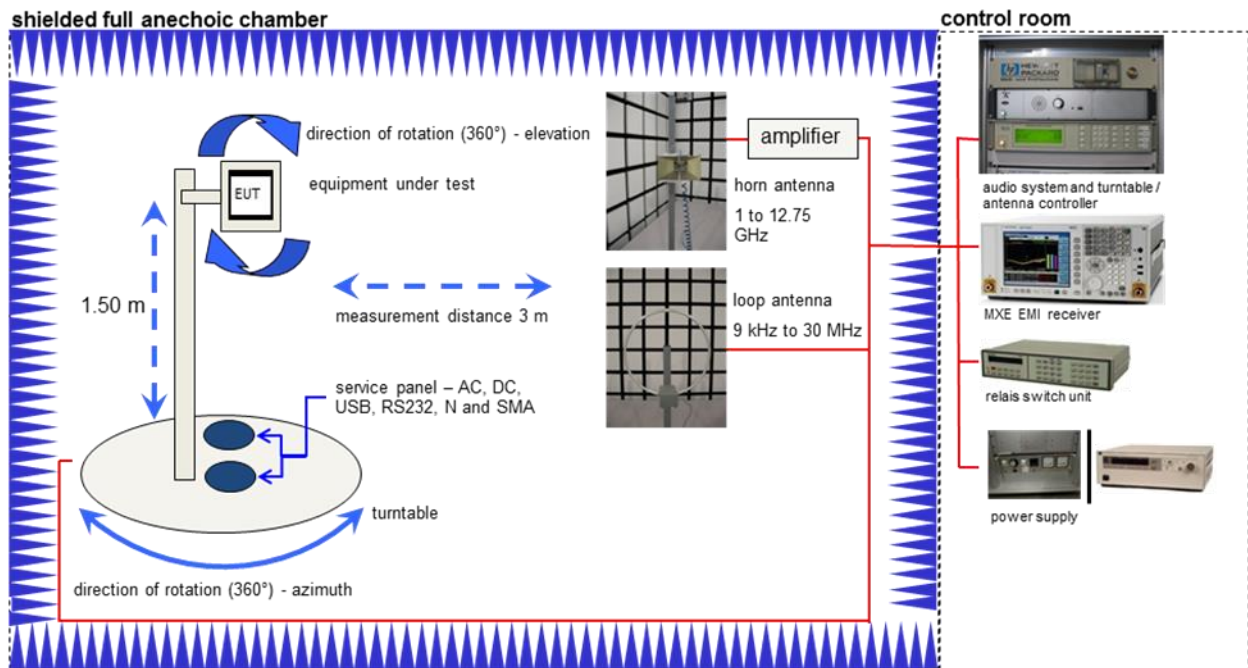 shielded full anechoic chamber
control room
direction of rotation (360°) - elevation
EUT
equipment under test
1.50 m
measurement distance 3 m
service panel – AC, DC,
USB, RS232, N and SMA
turntable
direction of rotation (360°) - azimuth
amplifier
horn antenna
1 to 12.75
GHz
loop antenna
9 kHz to 30 MHz
HEWLETT
PACKARD
audio system and turntable /
antenna controller
MXE EMI receiver
relais switch unit
power supply